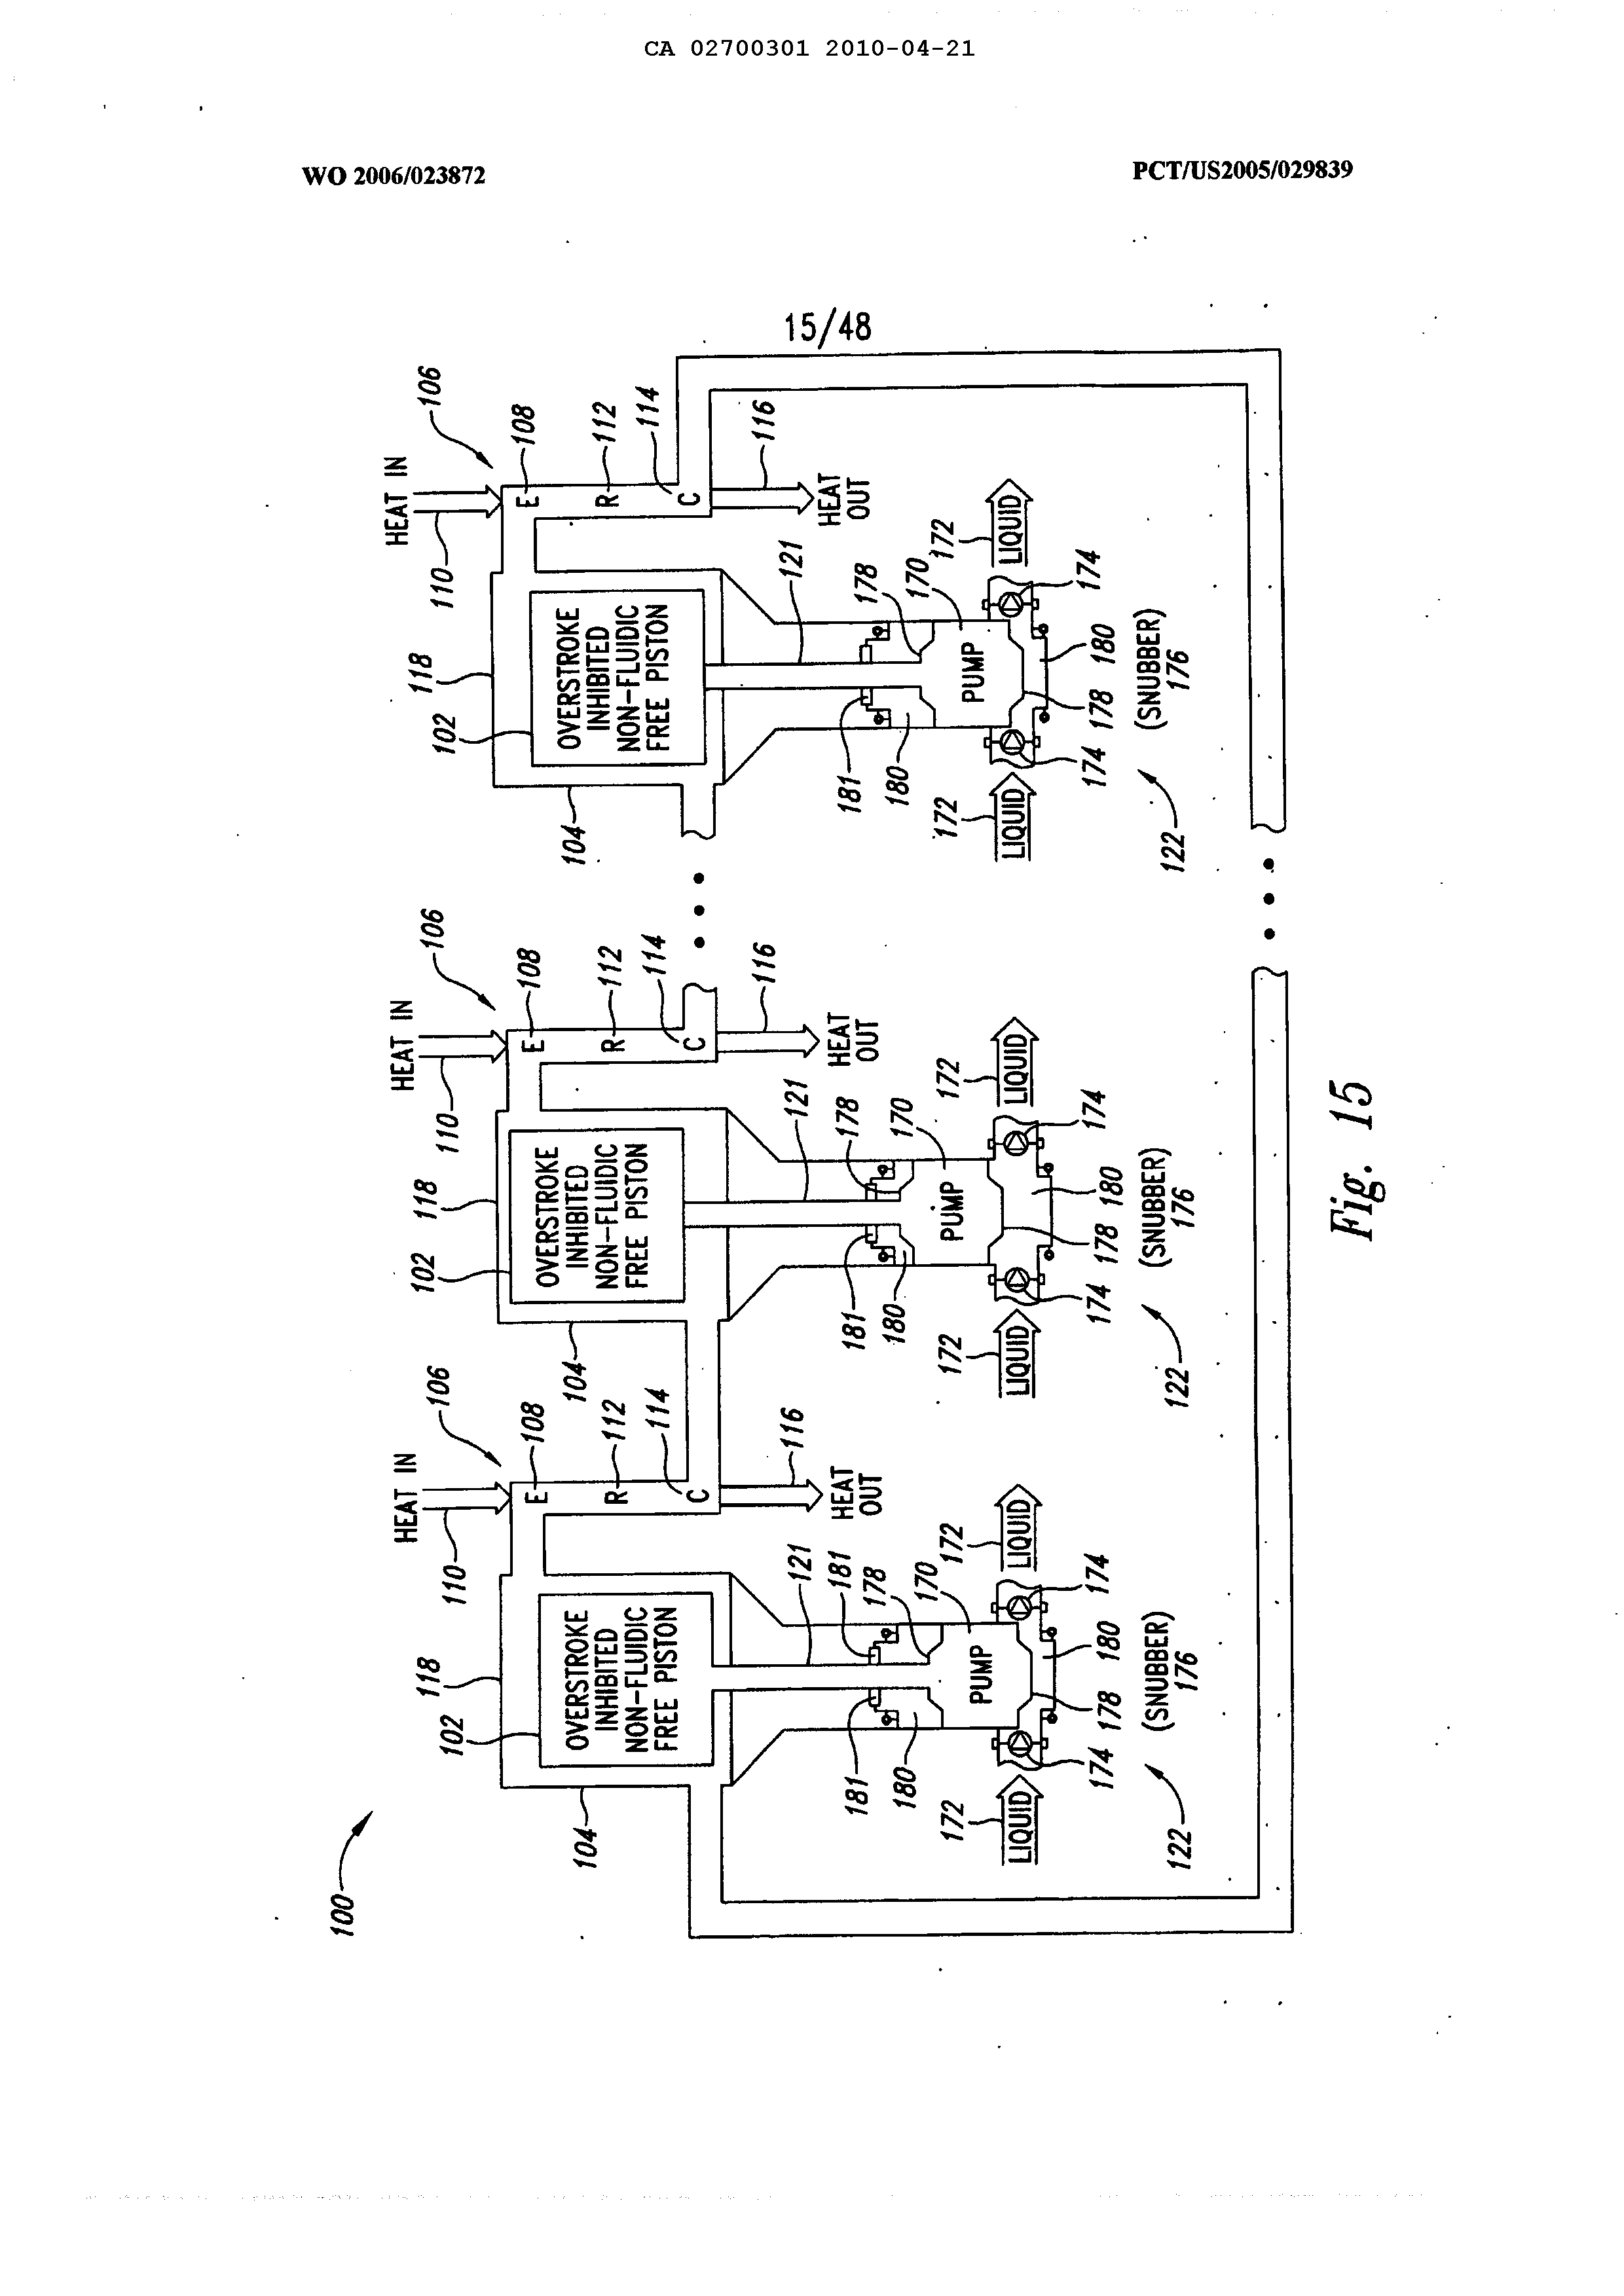 CA 02700301 2010-04-21
WO 2006/023872
PCT/US2005/029839
15/48
100
HEAT IN
106
110
118
102
108
OVERSTROKE
INHIBITED
NON-FLUIDIC
FREE PISTON
E
104
112
R
114
C
116
HEAT
OUT
121
181
181
178
180
170
172
172
PUMP
LIQUID
LIQUID
174
174
178
180
(SNUBBER)
176
122
HEAT IN
106
110
118
102
108
OVERSTROKE
INHIBITED
NON-FLUIDIC
FREE PISTON
E
104
112
R
114
C
116
HEAT
OUT
121
181
178
180
170
172
172
PUMP
LIQUID
LIQUID
174
174
178
180
(SNUBBER)
176
122
HEAT IN
106
110
118
102
108
OVERSTROKE
INHIBITED
NON-FLUIDIC
FREE PISTON
E
104
112
R
114
C
116
HEAT
OUT
121
181
178
180
170
172
172
PUMP
LIQUID
LIQUID
174
174
178
180
(SNUBBER)
176
122
Fig. 15